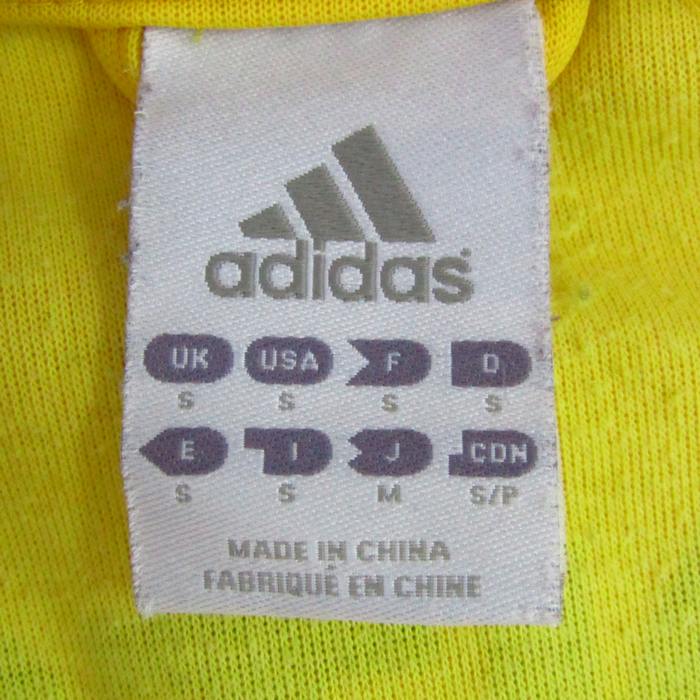 adidas
UK USA F D
S S S S
E I J CDN
S S M S/P
MADE IN CHINA
FABRIQUÉ EN CHINE